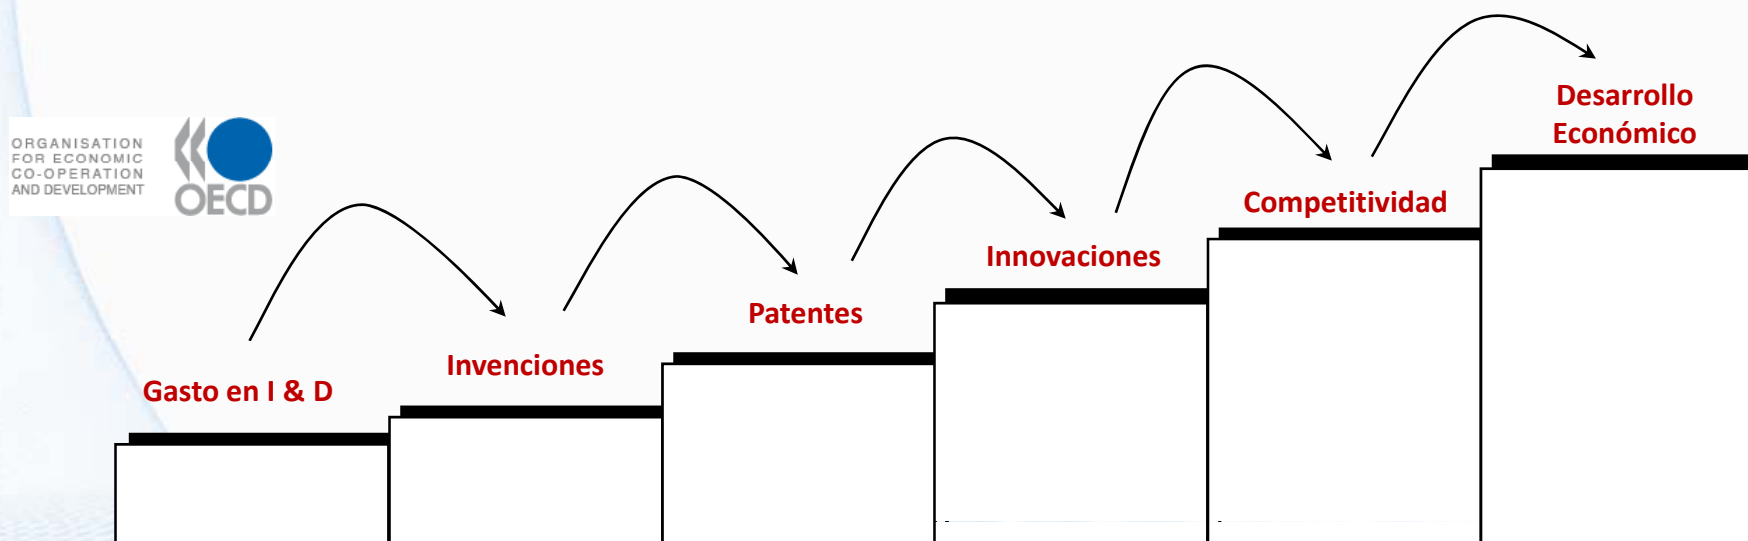 ORGANISATION
FOR ECONOMIC
CO-OPERATION
AND DEVELOPMENT
OECD
Gasto en I & D
Invenciones
Patentes
Innovaciones
Competitividad
Desarrollo
Económico